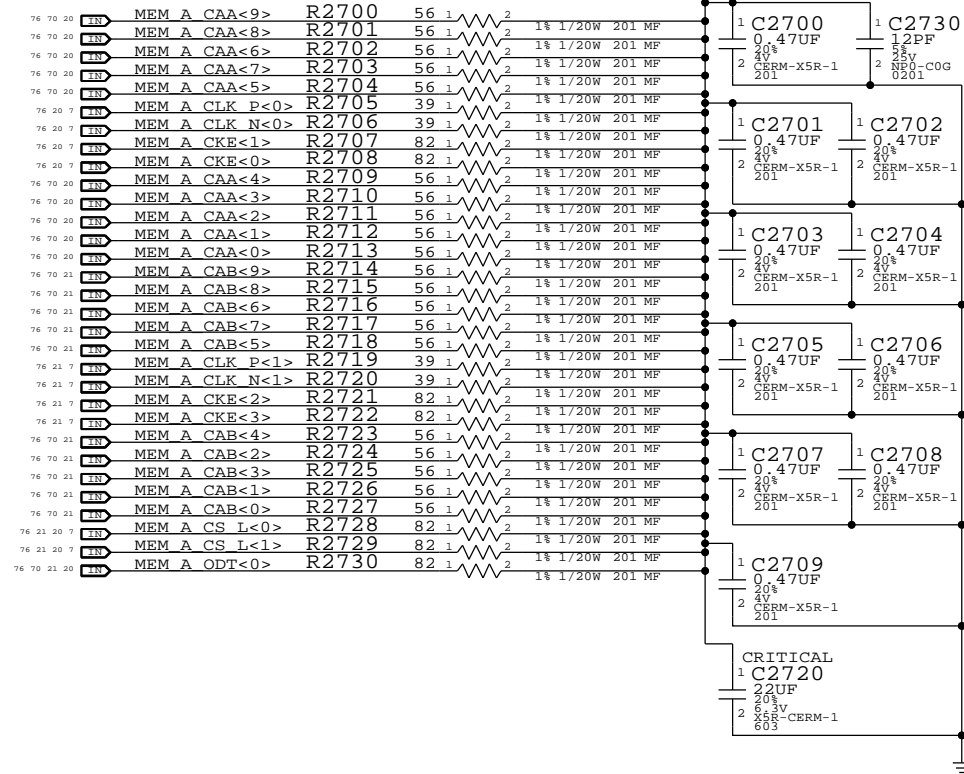 76 70 20 IN MEM_A_CAA<9> R2700 56 1 2 1% 1/20W 201 MF
76 70 20 IN MEM_A_CAA<8> R2701 56 1 2 1% 1/20W 201 MF
76 70 20 IN MEM_A_CAA<6> R2702 56 1 2 1% 1/20W 201 MF
76 70 20 IN MEM_A_CAA<7> R2703 56 1 2 1% 1/20W 201 MF
76 70 20 IN MEM_A_CAA<5> R2704 56 1 2 1% 1/20W 201 MF
76 20 7 IN MEM_A_CLK_P<0> R2705 39 1 2 1% 1/20W 201 MF
76 20 7 IN MEM_A_CLK_N<0> R2706 39 1 2 1% 1/20W 201 MF
76 20 7 IN MEM_A_CKE<1> R2707 82 1 2 1% 1/20W 201 MF
76 20 7 IN MEM_A_CKE<0> R2708 82 1 2 1% 1/20W 201 MF
76 70 20 IN MEM_A_CAA<4> R2709 56 1 2 1% 1/20W 201 MF
76 70 20 IN MEM_A_CAA<3> R2710 56 1 2 1% 1/20W 201 MF
76 70 20 IN MEM_A_CAA<2> R2711 56 1 2 1% 1/20W 201 MF
76 70 20 IN MEM_A_CAA<1> R2712 56 1 2 1% 1/20W 201 MF
76 70 20 IN MEM_A_CAA<0> R2713 56 1 2 1% 1/20W 201 MF
76 70 21 IN MEM_A_CAB<9> R2714 56 1 2 1% 1/20W 201 MF
76 70 21 IN MEM_A_CAB<8> R2715 56 1 2 1% 1/20W 201 MF
76 70 21 IN MEM_A_CAB<6> R2716 56 1 2 1% 1/20W 201 MF
76 70 21 IN MEM_A_CAB<7> R2717 56 1 2 1% 1/20W 201 MF
76 70 21 IN MEM_A_CAB<5> R2718 56 1 2 1% 1/20W 201 MF
76 21 7 IN MEM_A_CLK_P<1> R2719 39 1 2 1% 1/20W 201 MF
76 21 7 IN MEM_A_CLK_N<1> R2720 39 1 2 1% 1/20W 201 MF
76 21 7 IN MEM_A_CKE<2> R2721 82 1 2 1% 1/20W 201 MF
76 21 7 IN MEM_A_CKE<3> R2722 82 1 2 1% 1/20W 201 MF
76 70 21 IN MEM_A_CAB<4> R2723 56 1 2 1% 1/20W 201 MF
76 70 21 IN MEM_A_CAB<2> R2724 56 1 2 1% 1/20W 201 MF
76 70 21 IN MEM_A_CAB<3> R2725 56 1 2 1% 1/20W 201 MF
76 70 21 IN MEM_A_CAB<1> R2726 56 1 2 1% 1/20W 201 MF
76 70 21 IN MEM_A_CAB<0> R2727 56 1 2 1% 1/20W 201 MF
76 21 20 7 IN MEM_A_CS_L<0> R2728 82 1 2 1% 1/20W 201 MF
76 21 20 7 IN MEM_A_CS_L<1> R2729 82 1 2 1% 1/20W 201 MF
76 70 21 20 IN MEM_A_ODT<0> R2730 82 1 2 1% 1/20W 201 MF
1 C2700
0.47UF
20%
4V
2 CERM-X5R-1
201
1 C2730
12PF
5%
25V
2 NP0-C0G
0201
1 C2701
0.47UF
20%
4V
2 CERM-X5R-1
201
1 C2702
0.47UF
20%
4V
2 CERM-X5R-1
201
1 C2703
0.47UF
20%
4V
2 CERM-X5R-1
201
1 C2704
0.47UF
20%
4V
2 CERM-X5R-1
201
1 C2705
0.47UF
20%
4V
2 CERM-X5R-1
201
1 C2706
0.47UF
20%
4V
2 CERM-X5R-1
201
1 C2707
0.47UF
20%
4V
2 CERM-X5R-1
201
1 C2708
0.47UF
20%
4V
2 CERM-X5R-1
201
1 C2709
0.47UF
20%
4V
2 CERM-X5R-1
201
CRITICAL
1 C2720
22UF
20%
6.3V
2 X5R-CERM-1
603